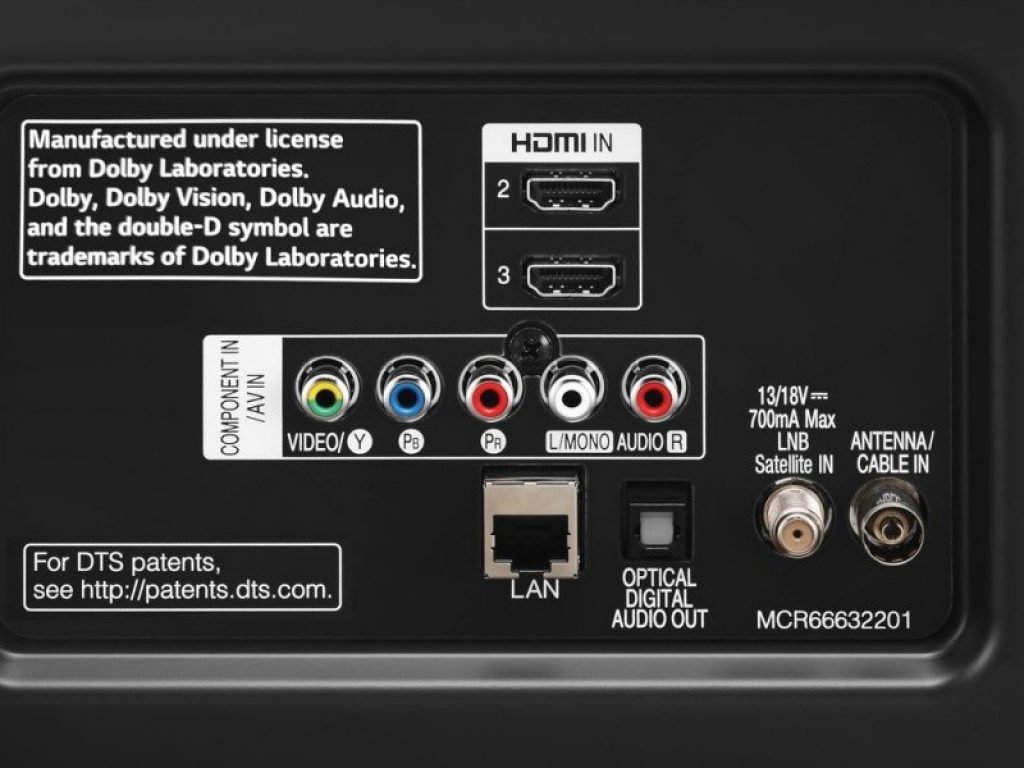 Manufactured under license
from Dolby Laboratories.
Dolby, Dolby Vision, Dolby Audio,
and the double-D symbol are
trademarks of Dolby Laboratories.
HDMI IN
2
3
COMPONENT IN
/AV IN
VIDEO/ Y
PB
PR
L/MONO AUDIO R
13/18V⎓
700mA Max
LNB
Satellite IN
ANTENNA/
CABLE IN
For DTS patents,
see http://patents.dts.com.
LAN
OPTICAL
DIGITAL
AUDIO OUT
MCR66632201